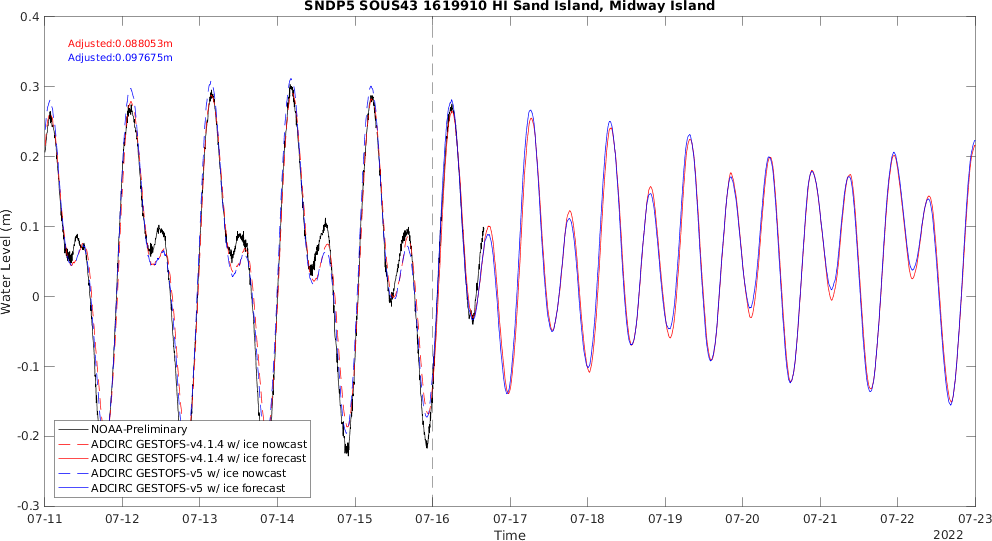 SNDP5 SOUS43 1619910 HI Sand Island, Midway Island
Adjusted:0.088053m
Adjusted:0.097675m
Water Level (m)
0.4
0.3
0.2
0.1
0
-0.1
-0.2
-0.3
NOAA-Preliminary
ADCIRC GESTOFS-v4.1.4 w/ ice nowcast
ADCIRC GESTOFS-v4.1.4 w/ ice forecast
ADCIRC GESTOFS-v5 w/ ice nowcast
ADCIRC GESTOFS-v5 w/ ice forecast
07-11 07-12 07-13 07-14 07-15 07-16 07-17 07-18 07-19 07-20 07-21 07-22 07-23
Time
2022